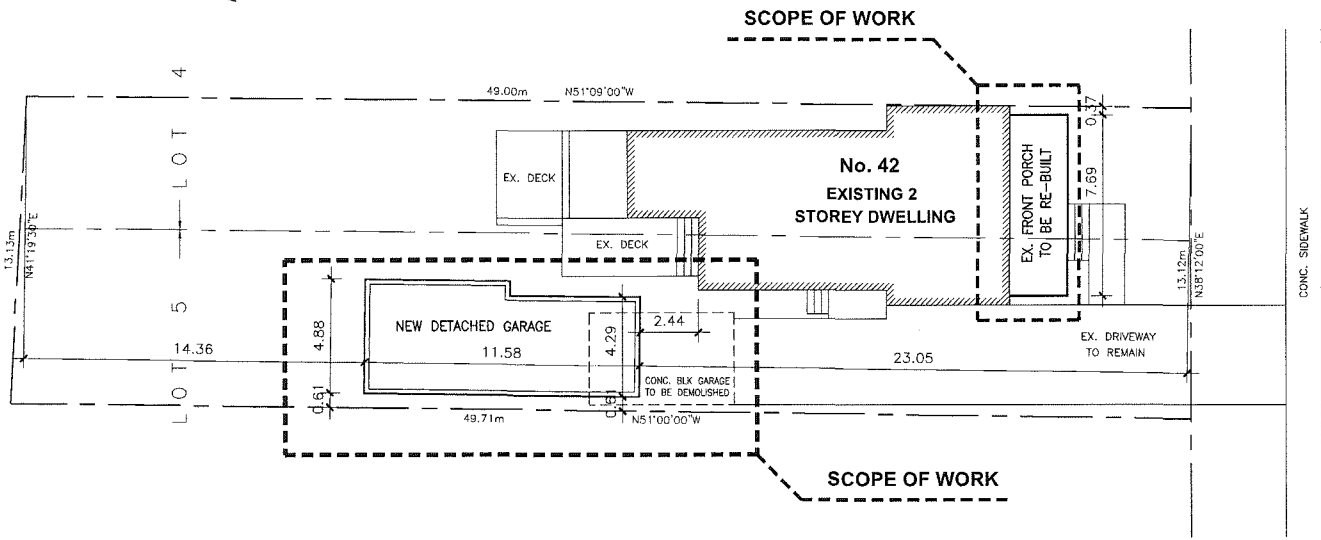 SCOPE OF WORK
49.00m
N51°09'00"W
LOT 4
0.37
No. 42
EXISTING 2
STOREY DWELLING
EX. FRONT PORCH
TO BE RE-BUILT
7.69
EX. DECK
EX. DECK
13.13m
N41°19'30"E
13.12m
N38°12'00"E
CONC. SIDEWALK
LOT 5
NEW DETACHED GARAGE
4.88
4.29
2.44
14.36
11.58
23.05
EX. DRIVEWAY
TO REMAIN
CONC. BLK GARAGE
TO BE DEMOLISHED
0.61
0.61
49.71m
N51°00'00"W
SCOPE OF WORK